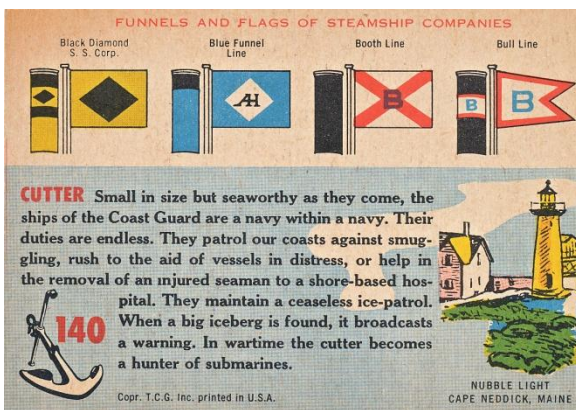 FUNNELS AND FLAGS OF STEAMSHIP COMPANIES
Black Diamond
S. S. Corp.
Blue Funnel
Line
Booth Line
Bull Line
AH
B
B
B
CUTTER Small in size but seaworthy as they come, the
ships of the Coast Guard are a navy within a navy. Their
duties are endless. They patrol our coasts against smug-
gling, rush to the aid of vessels in distress, or help in
the removal of an injured seaman to a shore-based hos-
pital. They maintain a ceaseless ice-patrol.
When a big iceberg is found, it broadcasts
a warning. In wartime the cutter becomes
a hunter of submarines.
140
Copr. T.C.G. Inc. printed in U.S.A.
NUBBLE LIGHT
CAPE NEDDICK, MAINE